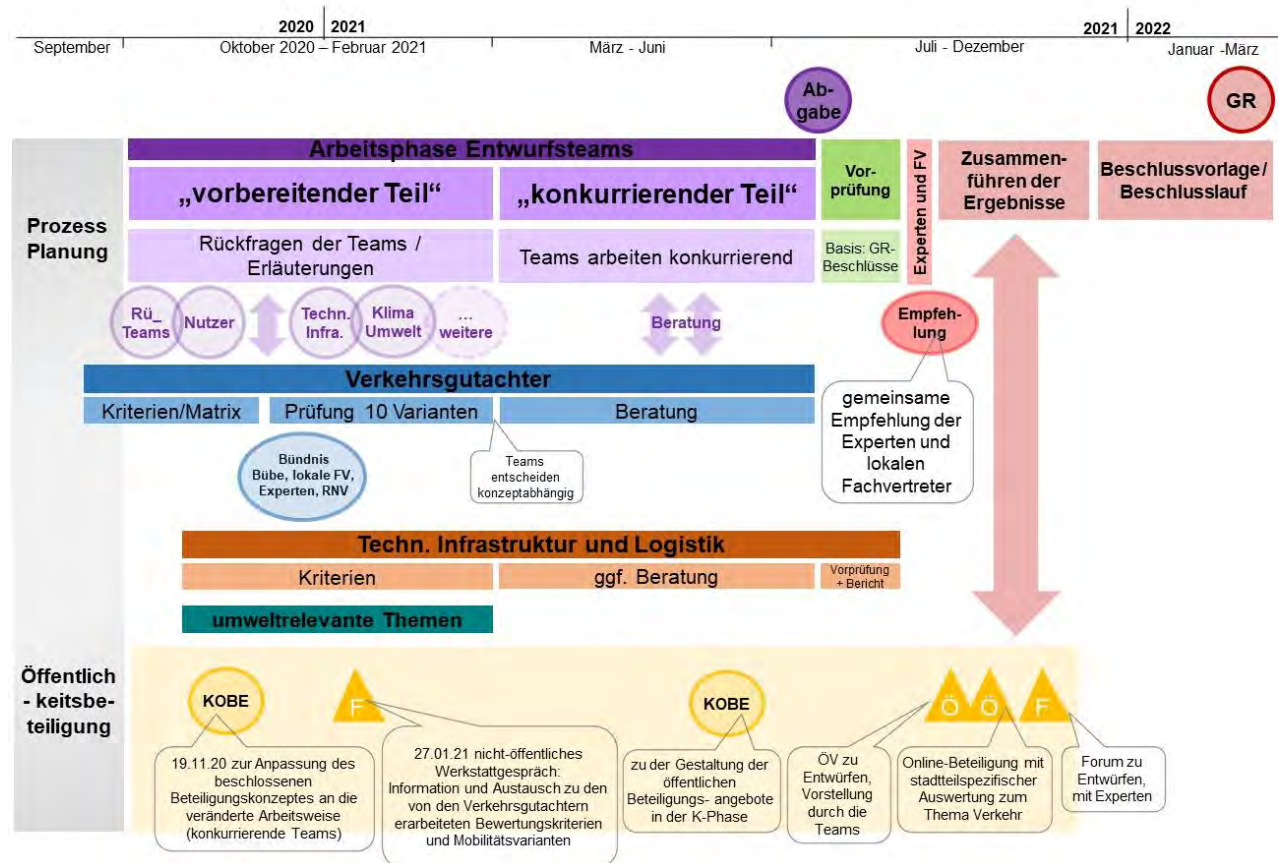 2020 2021
2021 2022
September
Oktober 2020 – Februar 2021
März - Juni
Juli - Dezember
Januar -März
Ab-
gabe
GR
Prozess
Planung
Arbeitsphase Entwurfsteams
„vorbereitender Teil“
„konkurrierender Teil“
Rückfragen der Teams /
Erläuterungen
Teams arbeiten konkurrierend
Vor-
prüfung
Basis: GR-
Beschlüsse
Experten und FV
Zusammen-
führen der
Ergebnisse
Beschlussvorlage/
Beschlusslauf
Rü_
Teams
Nutzer
Techn.
Infra.
Klima
Umwelt
...
weitere
Beratung
Empfeh-
lung
gemeinsame
Empfehlung der
Experten und
lokalen
Fachvertreter
Verkehrsgutachter
Kriterien/Matrix
Prüfung 10 Varianten
Beratung
Bündnis
Bübe, lokale FV,
Experten, RNV
Teams
entscheiden
konzeptabhängig
Techn. Infrastruktur und Logistik
Kriterien
ggf. Beratung
Vorprüfung
+ Bericht
umweltrelevante Themen
Öffentlich
- keitsbe-
teiligung
KOBE
F
KOBE
Ö
Ö
F
19.11.20 zur Anpassung des
beschlossenen
Beteiligungskonzeptes an die
veränderte Arbeitsweise
(konkurrierende Teams)
27.01.21 nicht-öffentliches
Werkstattgespräch:
Information und Austausch zu den
von den Verkehrsgutachtern
erarbeiteten Bewertungskriterien
und Mobilitätsvarianten
zu der Gestaltung der
öffentlichen
Beteiligungs- angebote
in der K-Phase
ÖV zu
Entwürfen,
Vorstellung
durch die
Teams
Online-Beteiligung mit
stadtteilspezifischer
Auswertung zum
Thema Verkehr
Forum zu
Entwürfen,
mit Experten